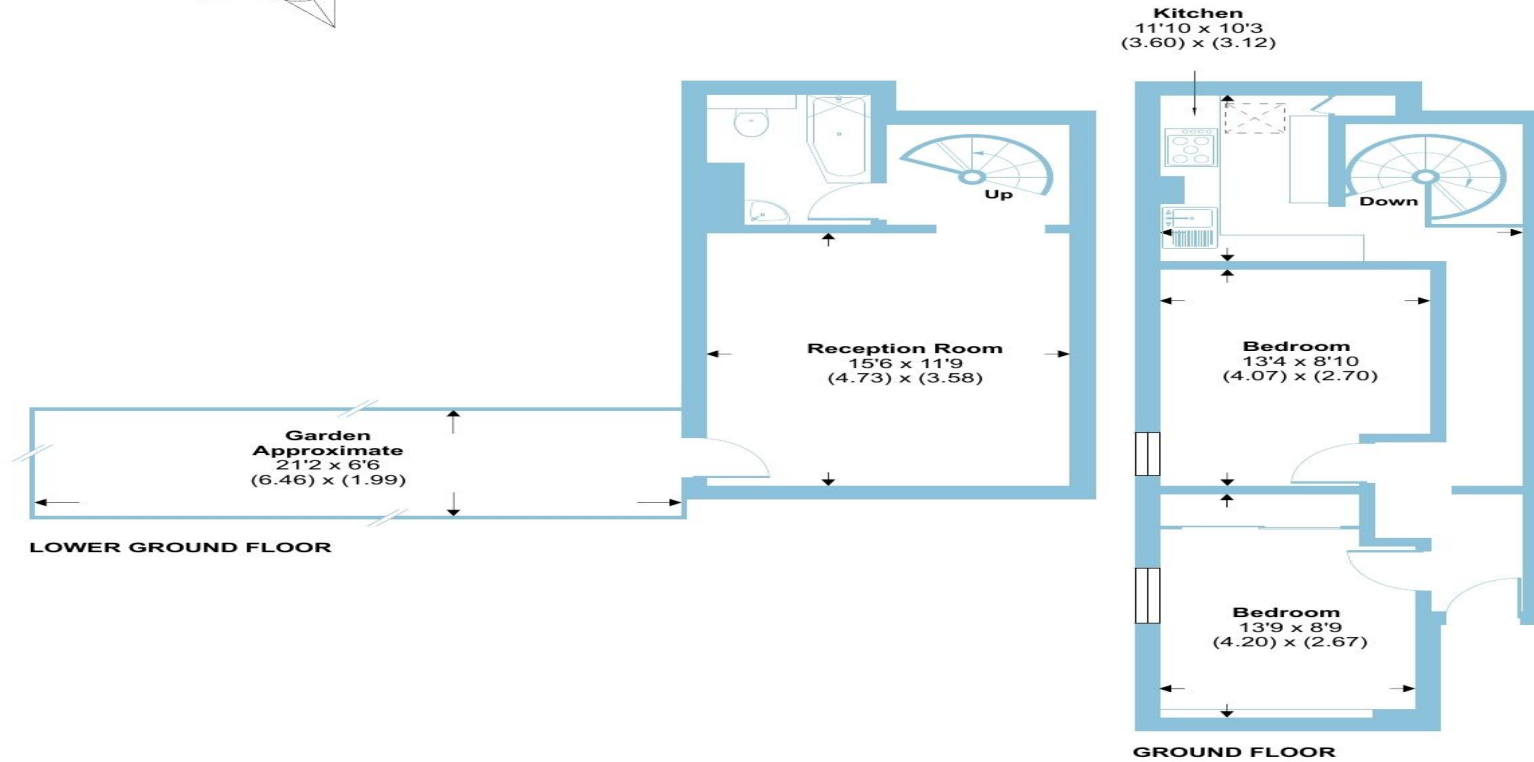 Kitchen
11'10 x 10'3
(3.60) x (3.12)
Up
Down
Reception Room
15'6 x 11'9
(4.73) x (3.58)
Bedroom
13'4 x 8'10
(4.07) x (2.70)
Garden
Approximate
21'2 x 6'6
(6.46) x (1.99)
LOWER GROUND FLOOR
Bedroom
13'9 x 8'9
(4.20) x (2.67)
GROUND FLOOR